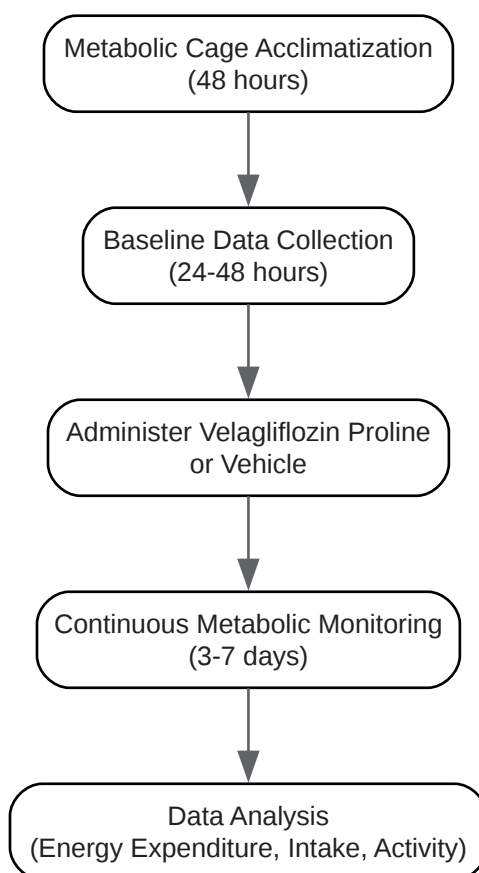 Metabolic Cage Acclimatization
(48 hours)
Baseline Data Collection
(24-48 hours)
Administer Velagliflozin Proline
or Vehicle
Continuous Metabolic Monitoring
(3-7 days)
Data Analysis
(Energy Expenditure, Intake, Activity)